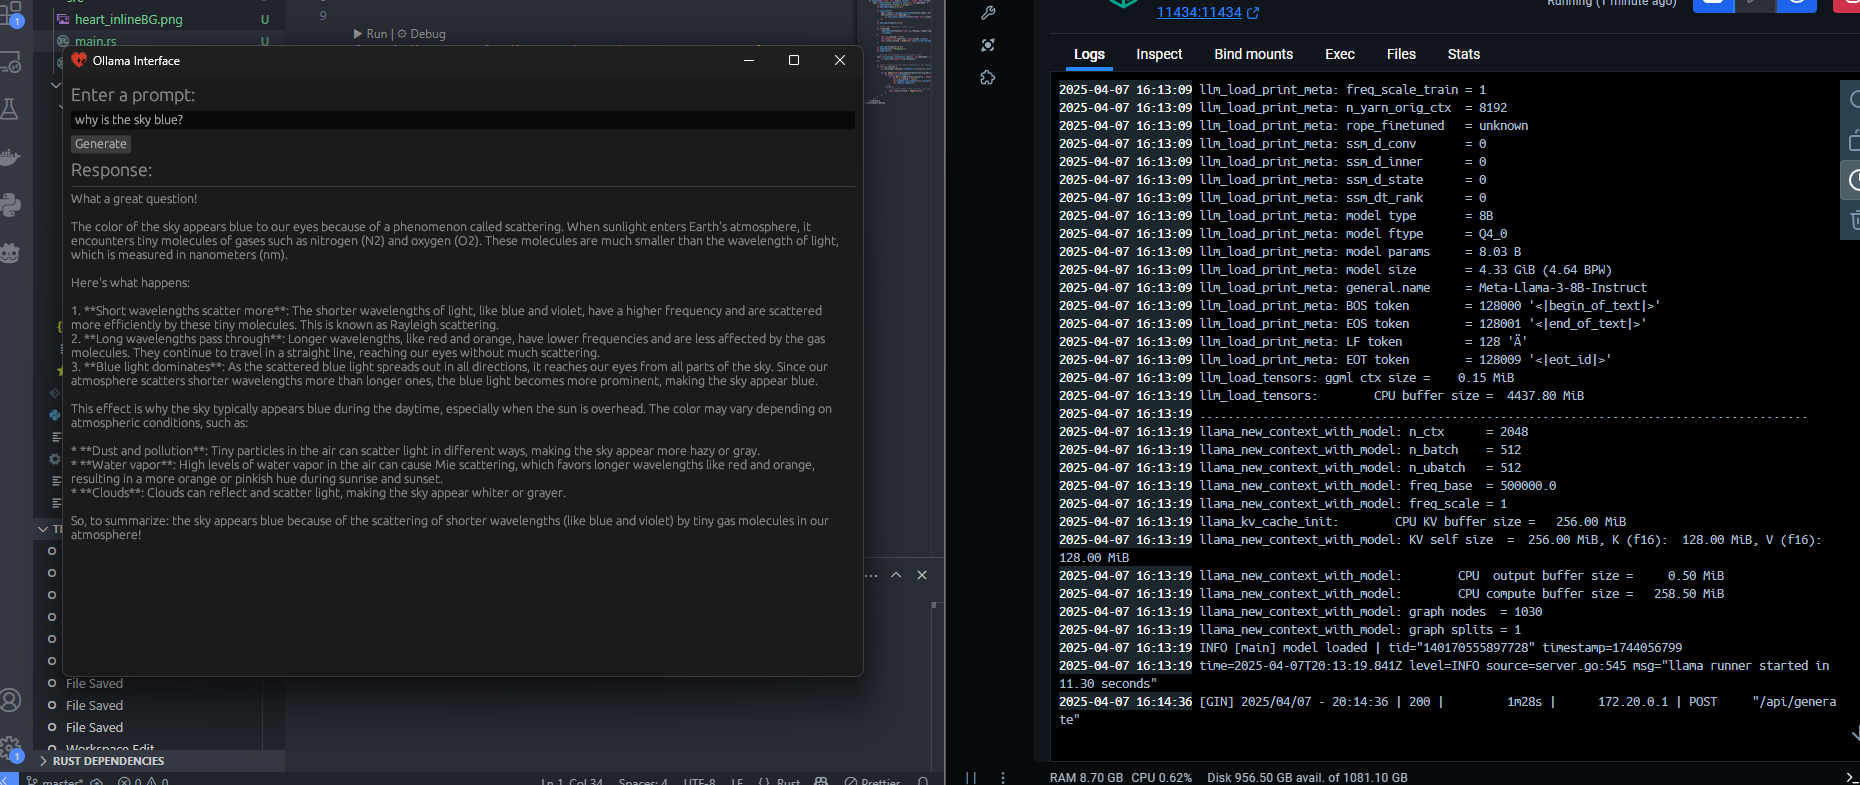 heart_inlineBG.png U
main.rs U
9
Run | Debug
Ollama Interface
Enter a prompt:
why is the sky blue?
Generate
Response:
What a great question!
The color of the sky appears blue to our eyes because of a phenomenon called scattering. When sunlight enters Earth's atmosphere, it
encounters tiny molecules of gases such as nitrogen (N2) and oxygen (O2). These molecules are much smaller than the wavelength of light,
which is measured in nanometers (nm).
Here's what happens:
1. **Short wavelengths scatter more**: The shorter wavelengths of light, like blue and violet, have a higher frequency and are scattered
more efficiently by these tiny molecules. This is known as Rayleigh scattering.
2. **Long wavelengths pass through**: Longer wavelengths, like red and orange, have lower frequencies and are less affected by the gas
molecules. They continue to travel in a straight line, reaching our eyes without much scattering.
3. **Blue light dominates**: As the scattered blue light spreads out in all directions, it reaches our eyes from all parts of the sky. Since our
atmosphere scatters shorter wavelengths more than longer ones, the blue light becomes more prominent, making the sky appear blue.
This effect is why the sky typically appears blue during the daytime, especially when the sun is overhead. The color may vary depending on
atmospheric conditions, such as:
* **Dust and pollution**: Tiny particles in the air can scatter light in different ways, making the sky appear more hazy or gray.
* **Water vapor**: High levels of water vapor in the air can cause Mie scattering, which favors longer wavelengths like red and orange,
resulting in a more orange or pinkish hue during sunrise and sunset.
* **Clouds**: Clouds can reflect and scatter light, making the sky appear whiter or grayer.
So, to summarize: the sky appears blue because of the scattering of shorter wavelengths (like blue and violet) by tiny gas molecules in our
atmosphere!
File Saved
File Saved
File Saved
Workspace Edit
RUST DEPENDENCIES
master* 0 0 Ln 1, Col 34 Spaces: 4 UTF-8 LF {} Rust Prettier
1
1
11434:11434
Running (1 minute ago)
Logs Inspect Bind mounts Exec Files Stats
2025-04-07 16:13:09 llm_load_print_meta: freq_scale_train = 1
2025-04-07 16:13:09 llm_load_print_meta: n_yarn_orig_ctx  = 8192
2025-04-07 16:13:09 llm_load_print_meta: rope_finetuned   = unknown
2025-04-07 16:13:09 llm_load_print_meta: ssm_d_conv       = 0
2025-04-07 16:13:09 llm_load_print_meta: ssm_d_inner      = 0
2025-04-07 16:13:09 llm_load_print_meta: ssm_d_state      = 0
2025-04-07 16:13:09 llm_load_print_meta: ssm_dt_rank      = 0
2025-04-07 16:13:09 llm_load_print_meta: model type       = 8B
2025-04-07 16:13:09 llm_load_print_meta: model ftype      = Q4_0
2025-04-07 16:13:09 llm_load_print_meta: model params     = 8.03 B
2025-04-07 16:13:09 llm_load_print_meta: model size       = 4.33 GiB (4.64 BPW)
2025-04-07 16:13:09 llm_load_print_meta: general.name     = Meta-Llama-3-8B-Instruct
2025-04-07 16:13:09 llm_load_print_meta: BOS token        = 128000 '<|begin_of_text|>'
2025-04-07 16:13:09 llm_load_print_meta: EOS token        = 128001 '<|end_of_text|>'
2025-04-07 16:13:09 llm_load_print_meta: LF token         = 128 'Ä'
2025-04-07 16:13:09 llm_load_print_meta: EOT token        = 128009 '<|eot_id|>'
2025-04-07 16:13:09 llm_load_tensors: ggml ctx size =    0.15 MiB
2025-04-07 16:13:19 llm_load_tensors:        CPU buffer size =  4437.80 MiB
2025-04-07 16:13:19 .......................................................................................
2025-04-07 16:13:19 llama_new_context_with_model: n_ctx      = 2048
2025-04-07 16:13:19 llama_new_context_with_model: n_batch    = 512
2025-04-07 16:13:19 llama_new_context_with_model: n_ubatch   = 512
2025-04-07 16:13:19 llama_new_context_with_model: freq_base  = 500000.0
2025-04-07 16:13:19 llama_new_context_with_model: freq_scale = 1
2025-04-07 16:13:19 llama_kv_cache_init:        CPU KV buffer size =   256.00 MiB
2025-04-07 16:13:19 llama_new_context_with_model: KV self size  =  256.00 MiB, K (f16):  128.00 MiB, V (f16):
128.00 MiB
2025-04-07 16:13:19 llama_new_context_with_model:        CPU  output buffer size =     0.50 MiB
2025-04-07 16:13:19 llama_new_context_with_model:        CPU compute buffer size =   258.50 MiB
2025-04-07 16:13:19 llama_new_context_with_model: graph nodes  = 1030
2025-04-07 16:13:19 llama_new_context_with_model: graph splits = 1
2025-04-07 16:13:19 INFO [main] model loaded | tid="140170555897728" timestamp=1744056799
2025-04-07 16:13:19 time=2025-04-07T20:13:19.841Z level=INFO source=server.go:545 msg="llama runner started in
11.30 seconds"
2025-04-07 16:14:36 [GIN] 2025/04/07 - 20:14:36 | 200 |         1m28s |      172.20.0.1 | POST     "/api/genera
te"
RAM 8.70 GB CPU 0.62% Disk 956.50 GB avail. of 1081.10 GB